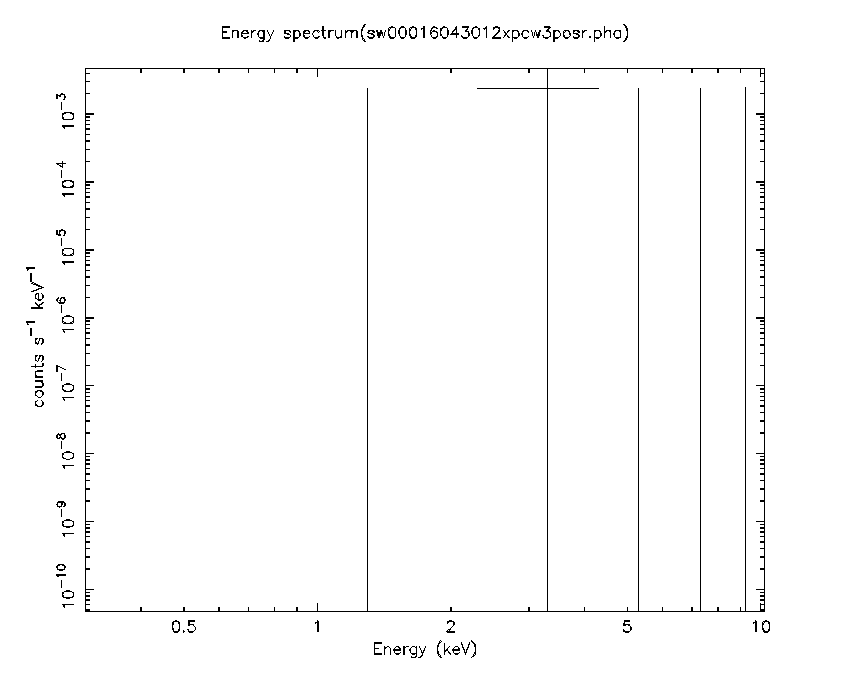 Energy spectrum(sw00016043012xpcw3posr.pha)
10⁻³
10⁻⁴
10⁻⁵
10⁻⁶
10⁻⁷
10⁻⁸
10⁻⁹
10⁻¹⁰
counts s⁻¹ keV⁻¹
0.5 1 2 5 10
Energy (keV)